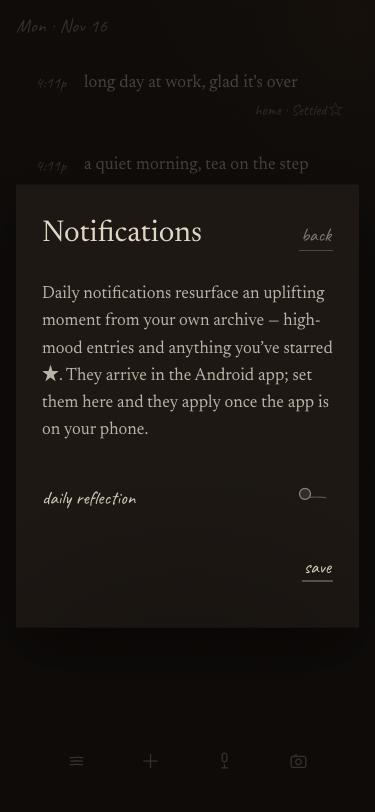 Mon · Nov 16
4:11p long day at work, glad it's over
home · Settled ☆
4:11p a quiet morning, tea on the step
Notifications
back
Daily notifications resurface an uplifting
moment from your own archive – high-
mood entries and anything you've starred
★. They arrive in the Android app; set
them here and they apply once the app is
on your phone.
daily reflection
save